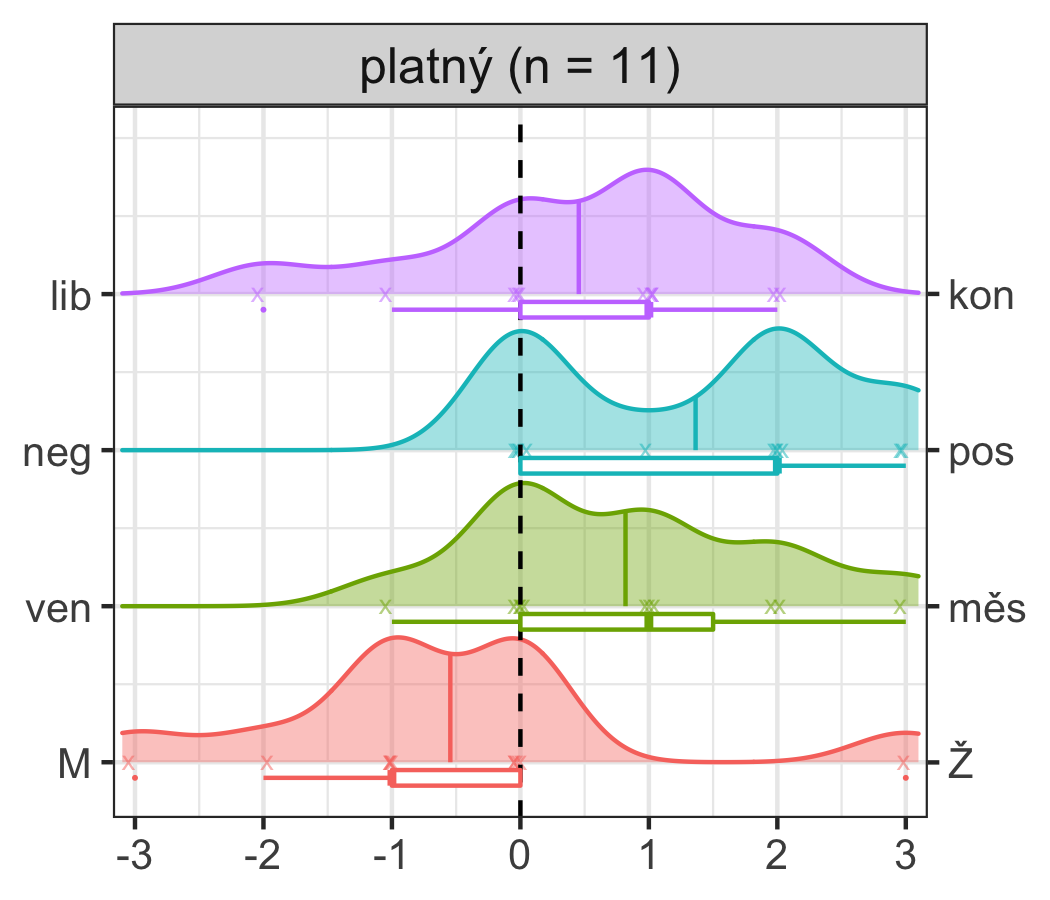 platný (n = 11)
lib kon
neg pos
ven měs
M Ž
-3 -2 -1 0 1 2 3